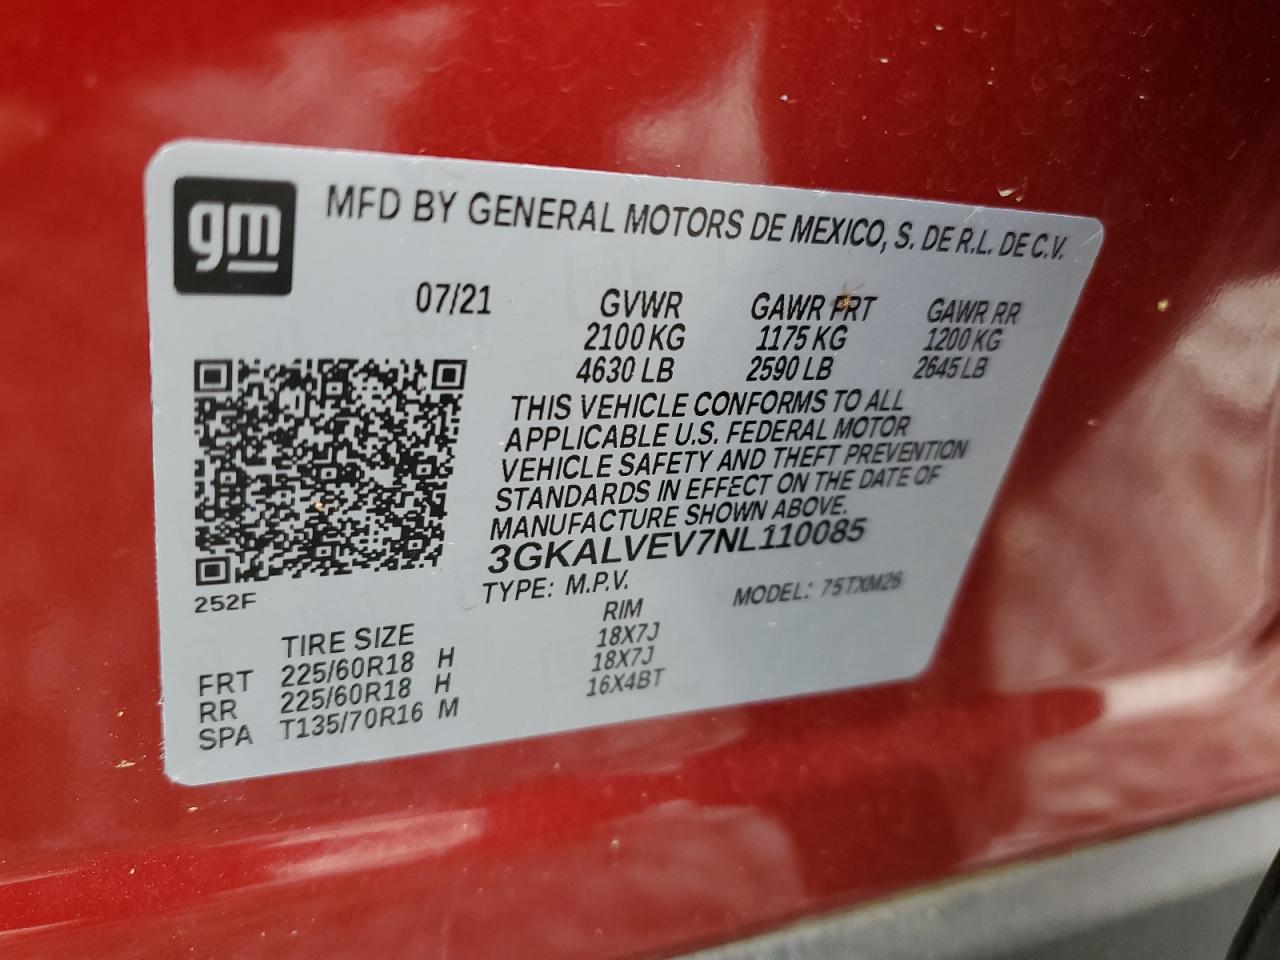 gm
MFD BY GENERAL MOTORS DE MEXICO, S. DE R.L. DE C.V.
07/21 GVWR GAWR FRT GAWR RR
2100 KG 1175 KG 1200 KG
4630 LB 2590 LB 2645 LB
THIS VEHICLE CONFORMS TO ALL
APPLICABLE U.S. FEDERAL MOTOR
VEHICLE SAFETY AND THEFT PREVENTION
STANDARDS IN EFFECT ON THE DATE OF
MANUFACTURE SHOWN ABOVE.
3GKALVEV7NL110085
252F
TYPE: M.P.V. MODEL: 75TXM26
TIRE SIZE RIM
FRT 225/60R18 H 18X7J
RR 225/60R18 H 18X7J
SPA T135/70R16 M 16X4BT